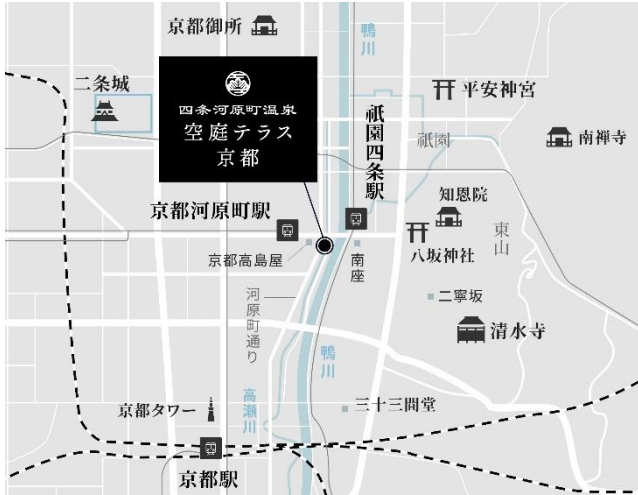 京都御所
鴨川
二条城
四条河原町温泉
空庭テラス
京都
祇園四条駅
平安神宮
祇園
南禅寺
知恩院
京都河原町駅
八坂神社
東山
京都高島屋
南座
河原町通り
二寧坂
清水寺
鴨川
高瀬川
京都タワー
三十三間堂
京都駅